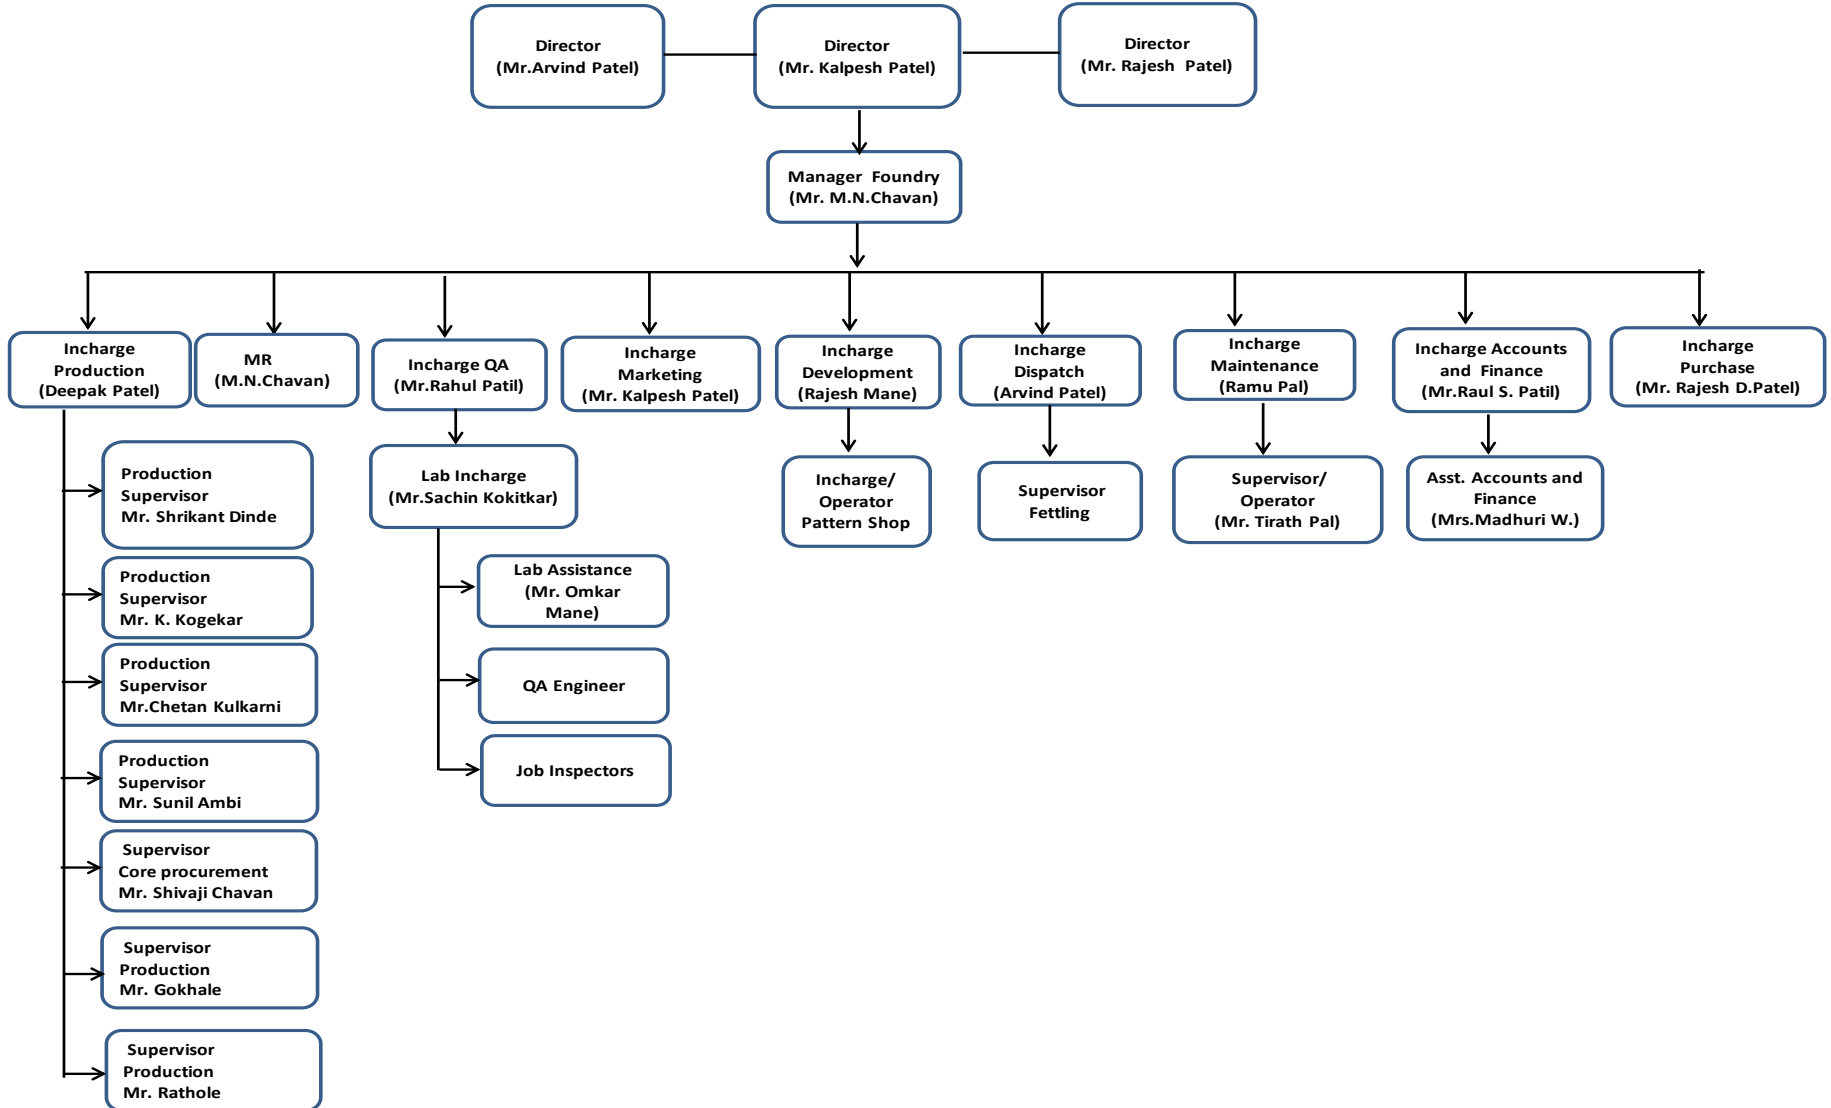 Director
(Mr.Arvind Patel)
Director
(Mr. Kalpesh Patel)
Director
(Mr. Rajesh Patel)
Manager Foundry
(Mr. M.N.Chavan)
Incharge
Production
(Deepak Patel)
MR
(M.N.Chavan)
Incharge QA
(Mr.Rahul Patil)
Incharge
Marketing
(Mr. Kalpesh Patel)
Incharge
Development
(Rajesh Mane)
Incharge
Dispatch
(Arvind Patel)
Incharge
Maintenance
(Ramu Pal)
Incharge Accounts
and Finance
(Mr.Raul S. Patil)
Incharge
Purchase
(Mr. Rajesh D.Patel)
Production
Supervisor
Mr. Shrikant Dinde
Production
Supervisor
Mr. K. Kogekar
Production
Supervisor
Mr.Chetan Kulkarni
Production
Supervisor
Mr. Sunil Ambi
Supervisor
Core procurement
Mr. Shivaji Chavan
Supervisor
Production
Mr. Gokhale
Supervisor
Production
Mr. Rathole
Lab Incharge
(Mr.Sachin Kokitkar)
Lab Assistance
(Mr. Omkar
Mane)
QA Engineer
Job Inspectors
Incharge/
Operator
Pattern Shop
Supervisor
Fettling
Supervisor/
Operator
(Mr. Tirath Pal)
Asst. Accounts and
Finance
(Mrs.Madhuri W.)